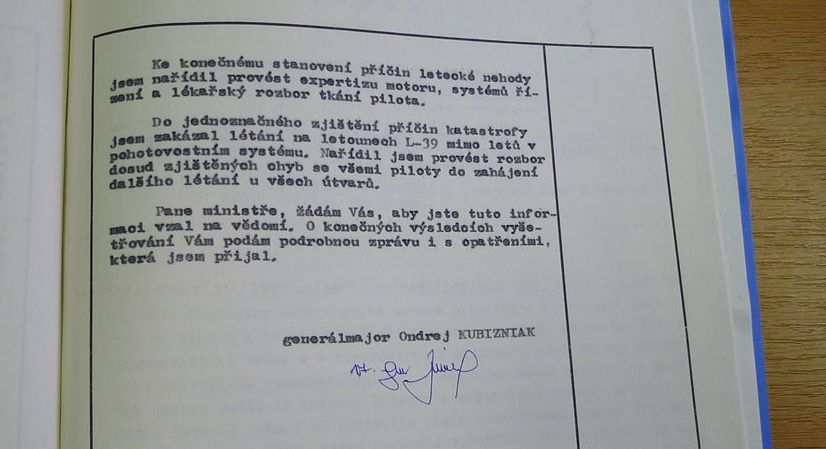 Ke konečnému stanovení příčin letecké nehody
jsem nařídil provést expertizu motoru, systémů ří-
zení a lékařský rozbor tkání pilota.
Do jednoznačného zjištění příčin katastrofy
jsem zakázal létání na letounech L-39 mimo letů v
pohotovostním systému. Nařídil jsem provést rozbor
dosud zjištěných chyb se všemi piloty do zahájení
dalšího létání u všech útvarů.
Pane ministře, žádám Vás, aby jste tuto infor-
maci vzal na vědomí. O konečných výsledcích vyše-
třování Vám podám podrobnou zprávu i s opatřeními,
která jsem přijal.
generálmajor Ondrej KUBIZNIAK